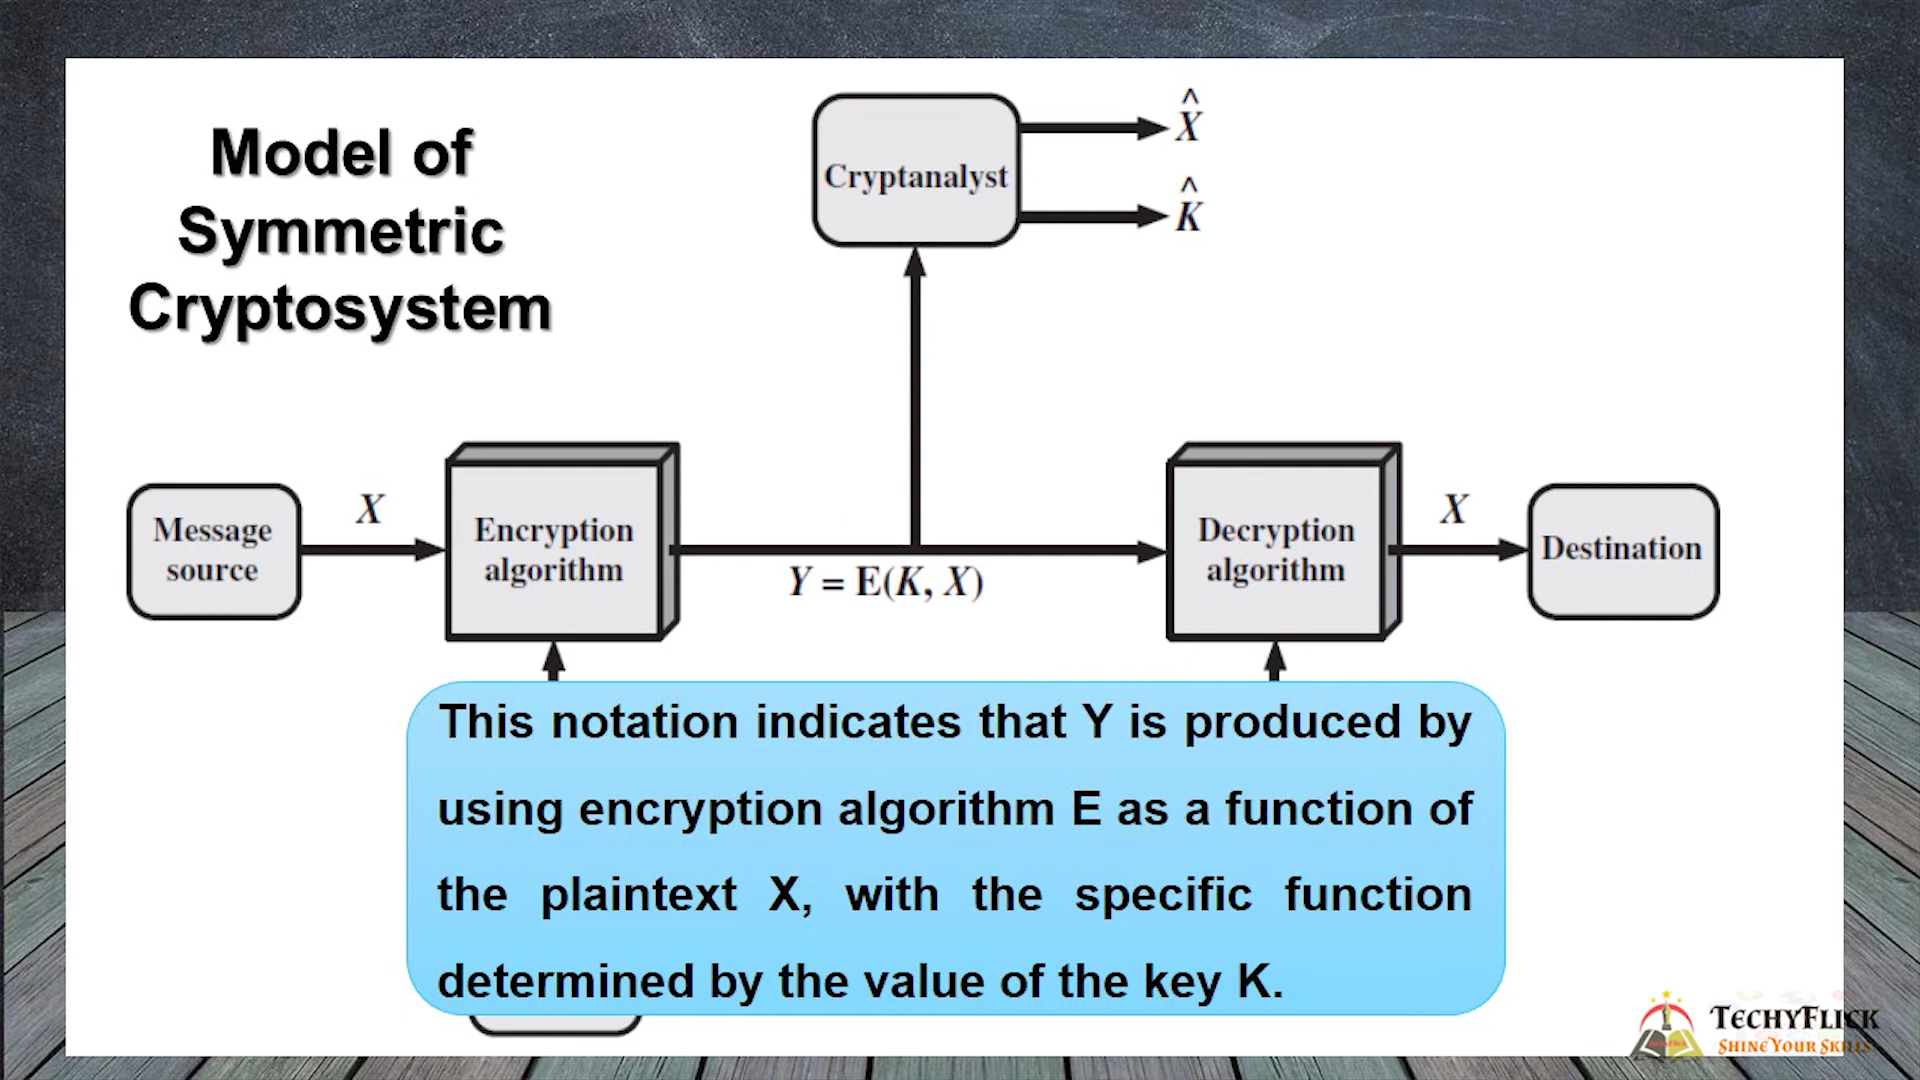 Model of
Symmetric
Cryptosystem
Cryptanalyst
X̂
K̂
Message
source
X
Encryption
algorithm
Y = E(K, X)
Decryption
algorithm
X
Destination
This notation indicates that Y is produced by
using encryption algorithm E as a function of
the plaintext X, with the specific function
determined by the value of the key K.
TECHYFLICK
SHINE YOUR SKILLS